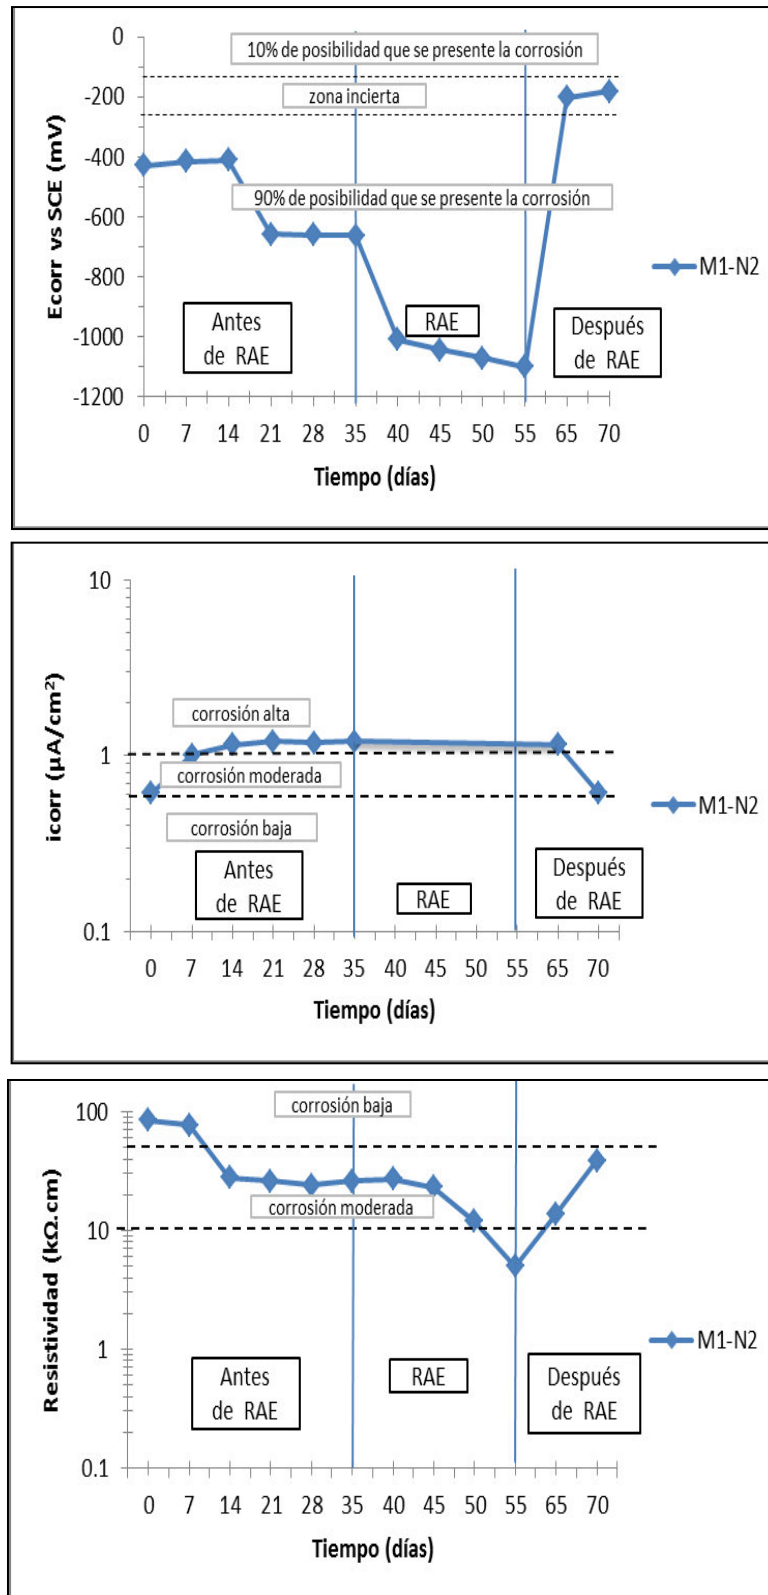 0
-200
-400
-600
-800
-1000
-1200
Ecorr vs SCE (mV)
10% de posibilidad que se presente la corrosión
zona incierta
90% de posibilidad que se presente la corrosión
M1-N2
Antes
de RAE
RAE
Después
de RAE
0 7 14 21 28 35 40 45 50 55 65 70
Tiempo (días)
10
1
0.1
icorr (µA/cm²)
corrosión alta
corrosión moderada
corrosión baja
M1-N2
Antes
de RAE
RAE
Después
de RAE
0 7 14 21 28 35 40 45 50 55 65 70
Tiempo (días)
100
10
1
0.1
Resistividad (kΩ.cm)
corrosión baja
corrosión moderada
M1-N2
Antes
de RAE
RAE
Después
de RAE
0 7 14 21 28 35 40 45 50 55 65 70
Tiempo (días)